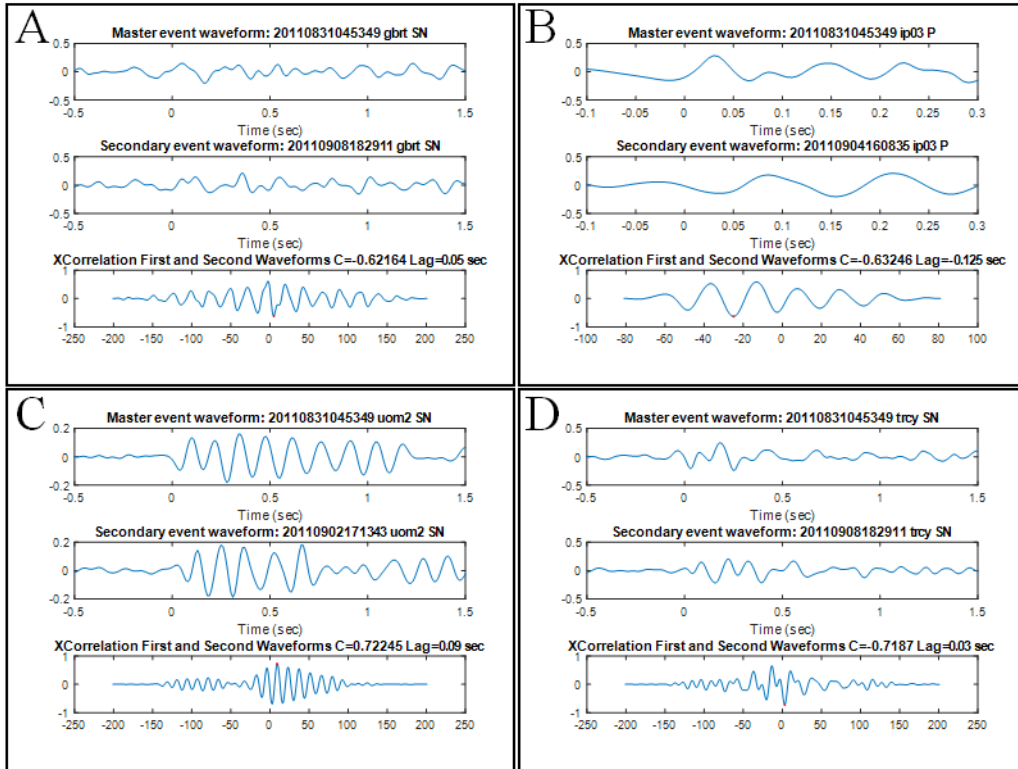 A
Master event waveform: 20110831045349 gbrt SN
0.5
0
-0.5
-0.5 0 0.5 1 1.5
Time (sec)
Secondary event waveform: 20110908182911 gbrt SN
0.5
0
-0.5
-0.5 0 0.5 1 1.5
Time (sec)
XCorrelation First and Second Waveforms C=-0.62164 Lag=0.05 sec
1
0
-1
-250 -200 -150 -100 -50 0 50 100 150 200 250
B
Master event waveform: 20110831045349 ip03 P
0.5
0
-0.5
-0.1 -0.05 0 0.05 0.1 0.15 0.2 0.25 0.3
Time (sec)
Secondary event waveform: 20110904160835 ip03 P
0.5
0
-0.5
-0.1 -0.05 0 0.05 0.1 0.15 0.2 0.25 0.3
Time (sec)
XCorrelation First and Second Waveforms C=-0.63246 Lag=-0.125 sec
1
0
-1
-100 -80 -60 -40 -20 0 20 40 60 80 100
C
Master event waveform: 20110831045349 uom2 SN
0.2
0
-0.2
-0.5 0 0.5 1 1.5
Time (sec)
Secondary event waveform: 20110902171343 uom2 SN
0.2
0
-0.2
-0.5 0 0.5 1 1.5
Time (sec)
XCorrelation First and Second Waveforms C=0.72245 Lag=0.09 sec
1
0
-1
-250 -200 -150 -100 -50 0 50 100 150 200 250
D
Master event waveform: 20110831045349 trcy SN
0.5
0
-0.5
-0.5 0 0.5 1 1.5
Time (sec)
Secondary event waveform: 20110908182911 trcy SN
0.5
0
-0.5
-0.5 0 0.5 1 1.5
Time (sec)
XCorrelation First and Second Waveforms C=-0.7187 Lag=0.03 sec
1
0
-1
-250 -200 -150 -100 -50 0 50 100 150 200 250